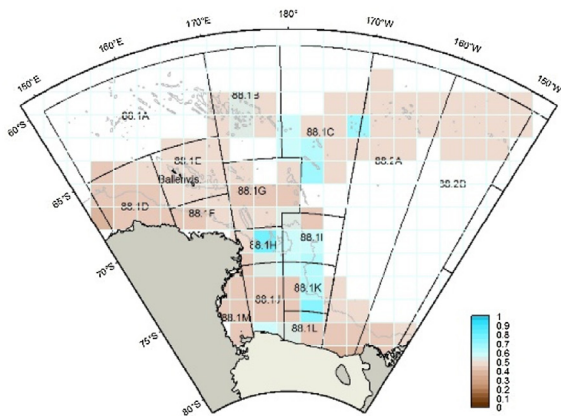 180°
170°E
170°W
160°E
160°W
150°E
150°W
60°S
88.1A
88.1B
88.1C
88.1E
88.2A
Balleny Is.
88.1G
88.2B
65°S
88.1D
88.1F
88.1H
88.1I
70°S
88.1J
88.1K
88.1M
88.1L
75°S
80°S
1
0.9
0.8
0.7
0.6
0.5
0.4
0.3
0.2
0.1
0